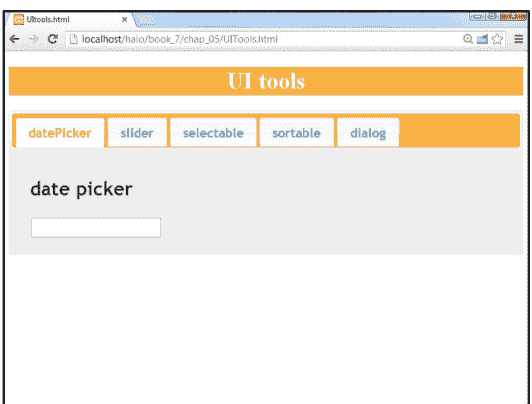 UItools.html
localhost/haio/book_7/chap_05/UITools.html
UI tools
datePicker slider selectable sortable dialog
date picker